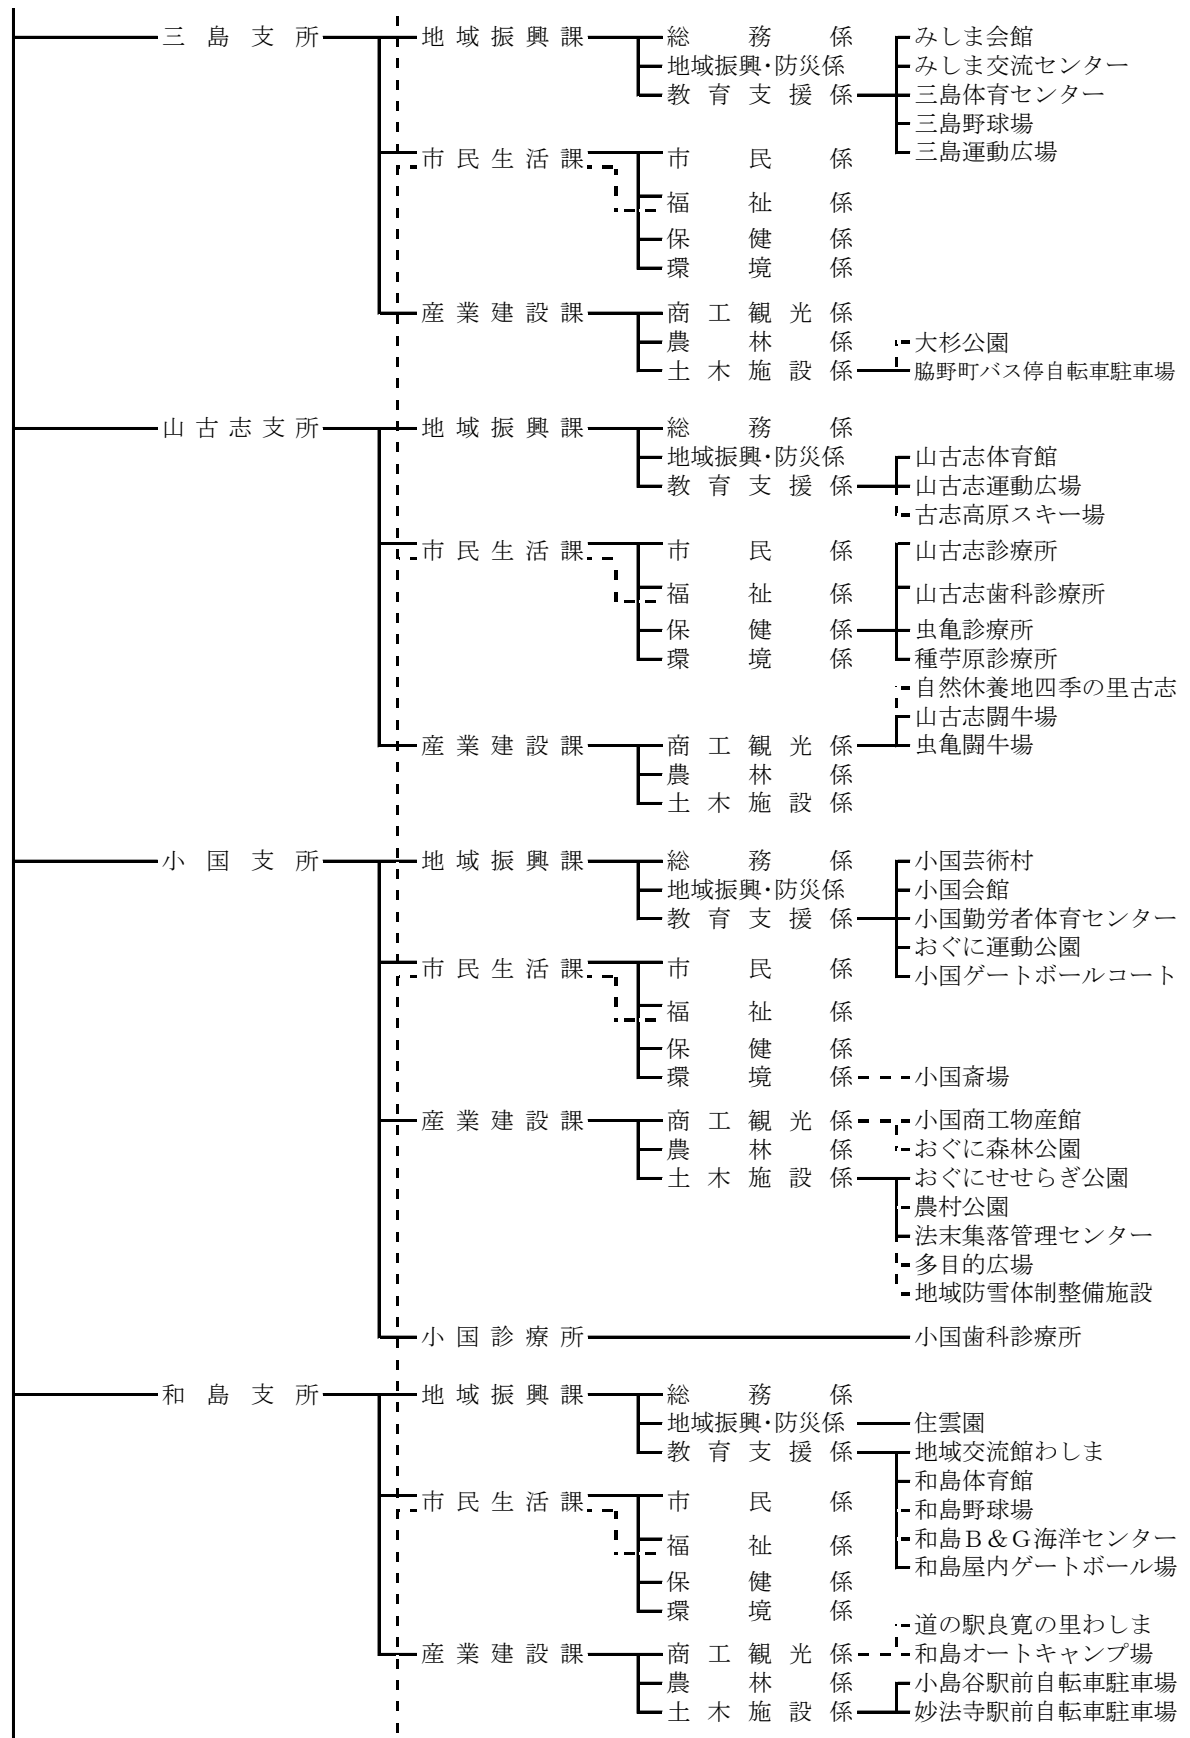 三島支所 地域振興課 総務係 みしま会館
地域振興・防災係 みしま交流センター
教育支援係 三島体育センター
三島野球場
三島運動広場
市民生活課 市民係
福祉係
保健係
環境係
産業建設課 商工観光係
農林係 大杉公園
土木施設係 脇野町バス停自転車駐車場
山古志支所 地域振興課 総務係
地域振興・防災係 山古志体育館
教育支援係 山古志運動広場
古志高原スキー場
市民生活課 市民係 山古志診療所
福祉係 山古志歯科診療所
保健係 虫亀診療所
環境係 種苧原診療所
自然休養地四季の里古志
山古志闘牛場
産業建設課 商工観光係 虫亀闘牛場
農林係
土木施設係
小国支所 地域振興課 総務係 小国芸術村
地域振興・防災係 小国会館
教育支援係 小国勤労者体育センター
おぐに運動公園
市民生活課 市民係 小国ゲートボールコート
福祉係
保健係
環境係 小国斎場
産業建設課 商工観光係 小国商工物産館
農林係 おぐに森林公園
土木施設係 おぐにせせらぎ公園
農村公園
法末集落管理センター
多目的広場
地域防雪体制整備施設
小国診療所 小国歯科診療所
和島支所 地域振興課 総務係
地域振興・防災係 住雲園
教育支援係 地域交流館わしま
和島体育館
市民生活課 市民係 和島野球場
福祉係 和島B&G海洋センター
和島屋内ゲートボール場
保健係
環境係
道の駅良寛の里わしま
産業建設課 商工観光係 和島オートキャンプ場
農林係 小島谷駅前自転車駐車場
土木施設係 妙法寺駅前自転車駐車場